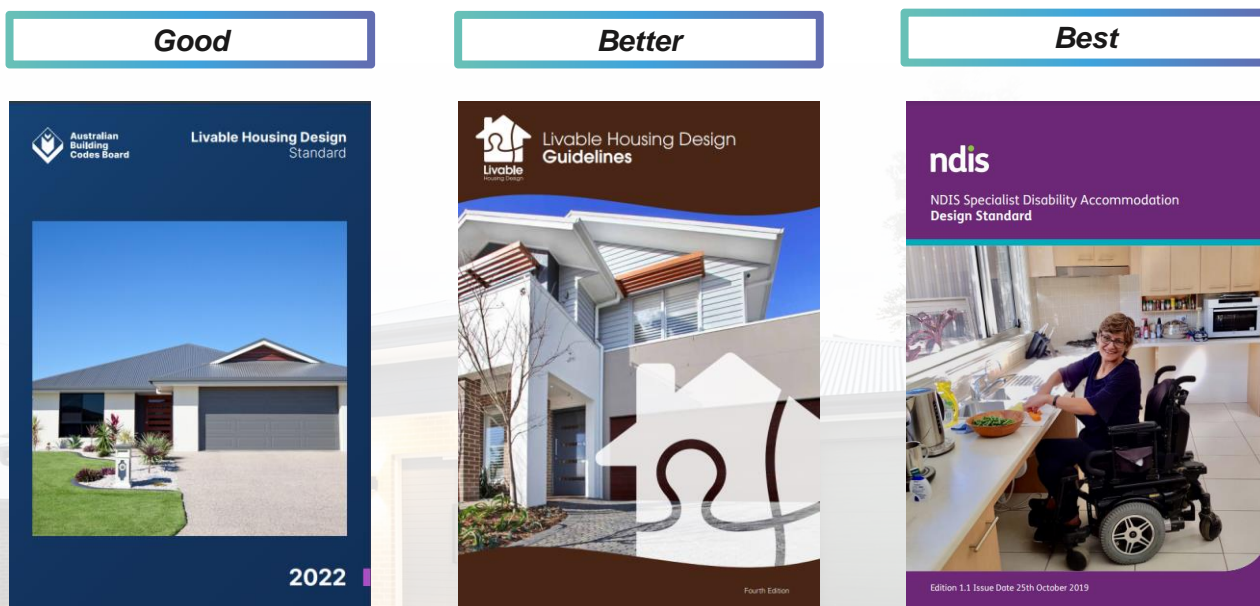 Good
Better
Best
Australian
Building
Codes Board
Livable Housing Design
Standard
2022
Livable
Housing Design
Livable Housing Design
Guidelines
Fourth Edition
ndis
NDIS Specialist Disability Accommodation
Design Standard
Edition 1.1 Issue Date 25th October 2019